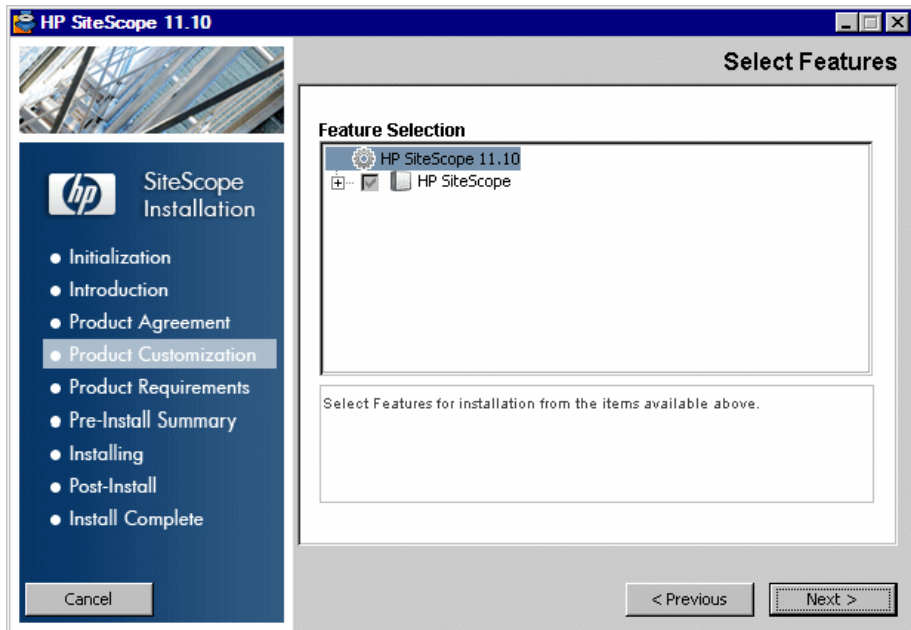 HP SiteScope 11.10
Select Features
Feature Selection
HP SiteScope 11.10
HP SiteScope
Select Features for installation from the items available above.
hp
SiteScope
Installation
Initialization
Introduction
Product Agreement
Product Customization
Product Requirements
Pre-Install Summary
Installing
Post-Install
Install Complete
Cancel
< Previous
Next >